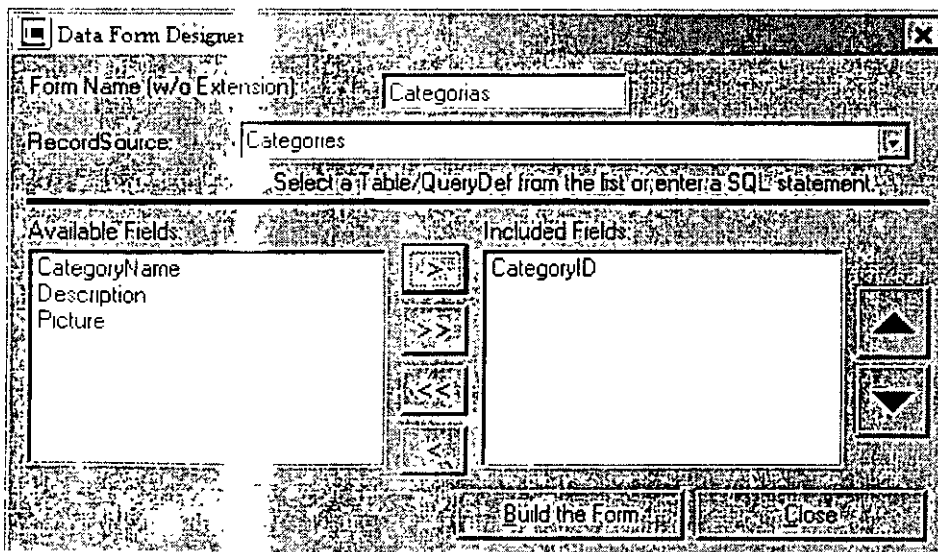 Data Form Designer
Form Name (w/o Extension): Categorias
RecordSource: Categories
Select a Table/QueryDef from the list or enter a SQL statement.
Available Fields: Included Fields:
CategoryName CategoryID
Description
Picture
>
>>
<<
<
Build the Form Close